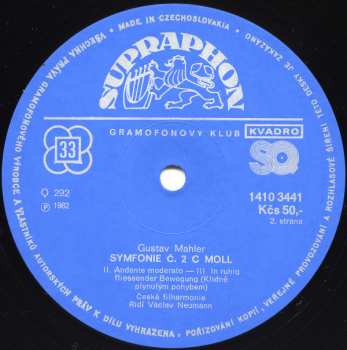 MADE IN CZECHOSLOVAKIA
VŠECHNA PRÁVA GRAMOFONOVÉHO VÝROBCE A VLASTNÍKŮ AUTORSKÝCH PRÁV K DÍLU VYHRAZENA. POŘIZOVÁNÍ KOPIÍ, VEŘEJNÉ PROVOZOVÁNÍ A ROZHLASOVÉ ŠÍŘENÍ TÉTO DESKY JE ZAKÁZÁNO
SUPRAPHON
GRAMOFONOVÝ KLUB
KVADRO
33
SQ
292
Ⓟ 1982
1410 3441
Kčs 50,-
2. strana
Gustav Mahler
SYMFONIE Č. 2 C MOLL
II. Andante moderato — III. In ruhig
fliessender Bewegung (Klidně
plynulým pohybem)
Česká filharmonie
Řídí Václav Neumann